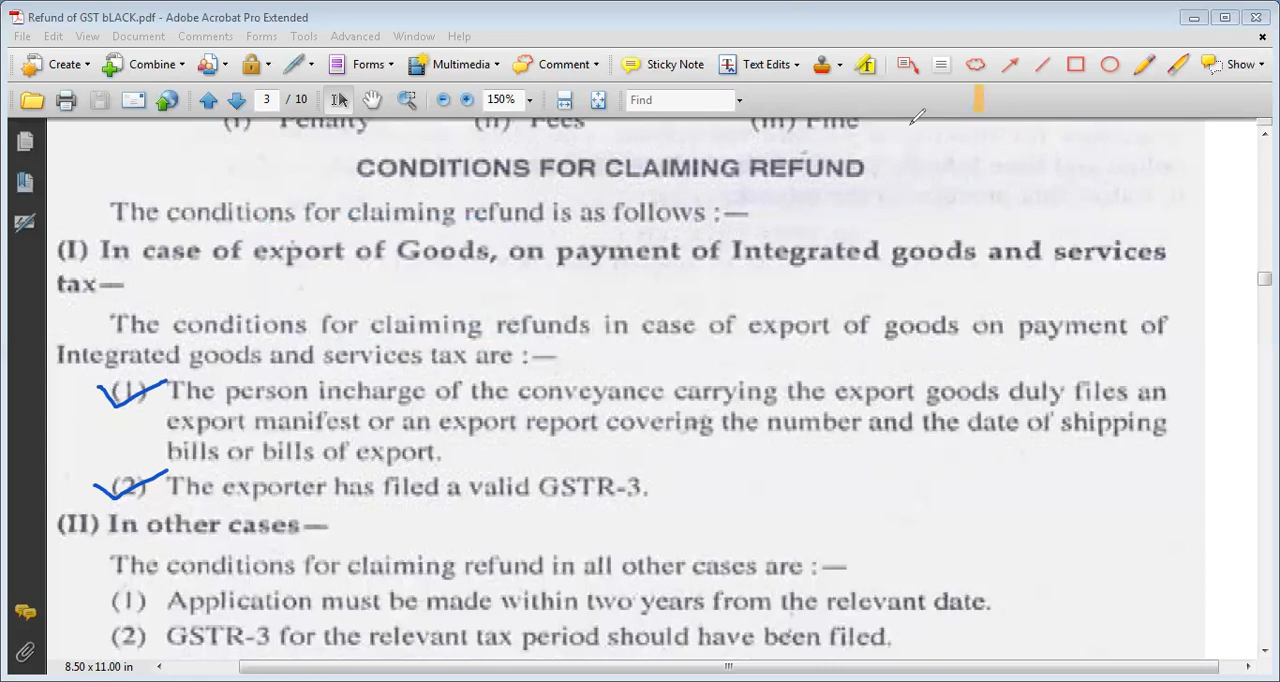 Refund of GST bLACK.pdf - Adobe Acrobat Pro Extended
File Edit View Document Comments Forms Tools Advanced Window Help
Create Combine Forms Multimedia Comment Sticky Note Text Edits Show
3 / 10 150% Find
(i) Penalty (ii) Fees (iii) Fine
CONDITIONS FOR CLAIMING REFUND
The conditions for claiming refund is as follows :—
(I) In case of export of Goods, on payment of Integrated goods and services
tax—
The conditions for claiming refunds in case of export of goods on payment of
Integrated goods and services tax are :—
(1) The person incharge of the conveyance carrying the export goods duly files an
export manifest or an export report covering the number and the date of shipping
bills or bills of export.
(2) The exporter has filed a valid GSTR-3.
(II) In other cases—
The conditions for claiming refund in all other cases are :—
(1) Application must be made within two years from the relevant date.
(2) GSTR-3 for the relevant tax period should have been filed.
8.50 x 11.00 in